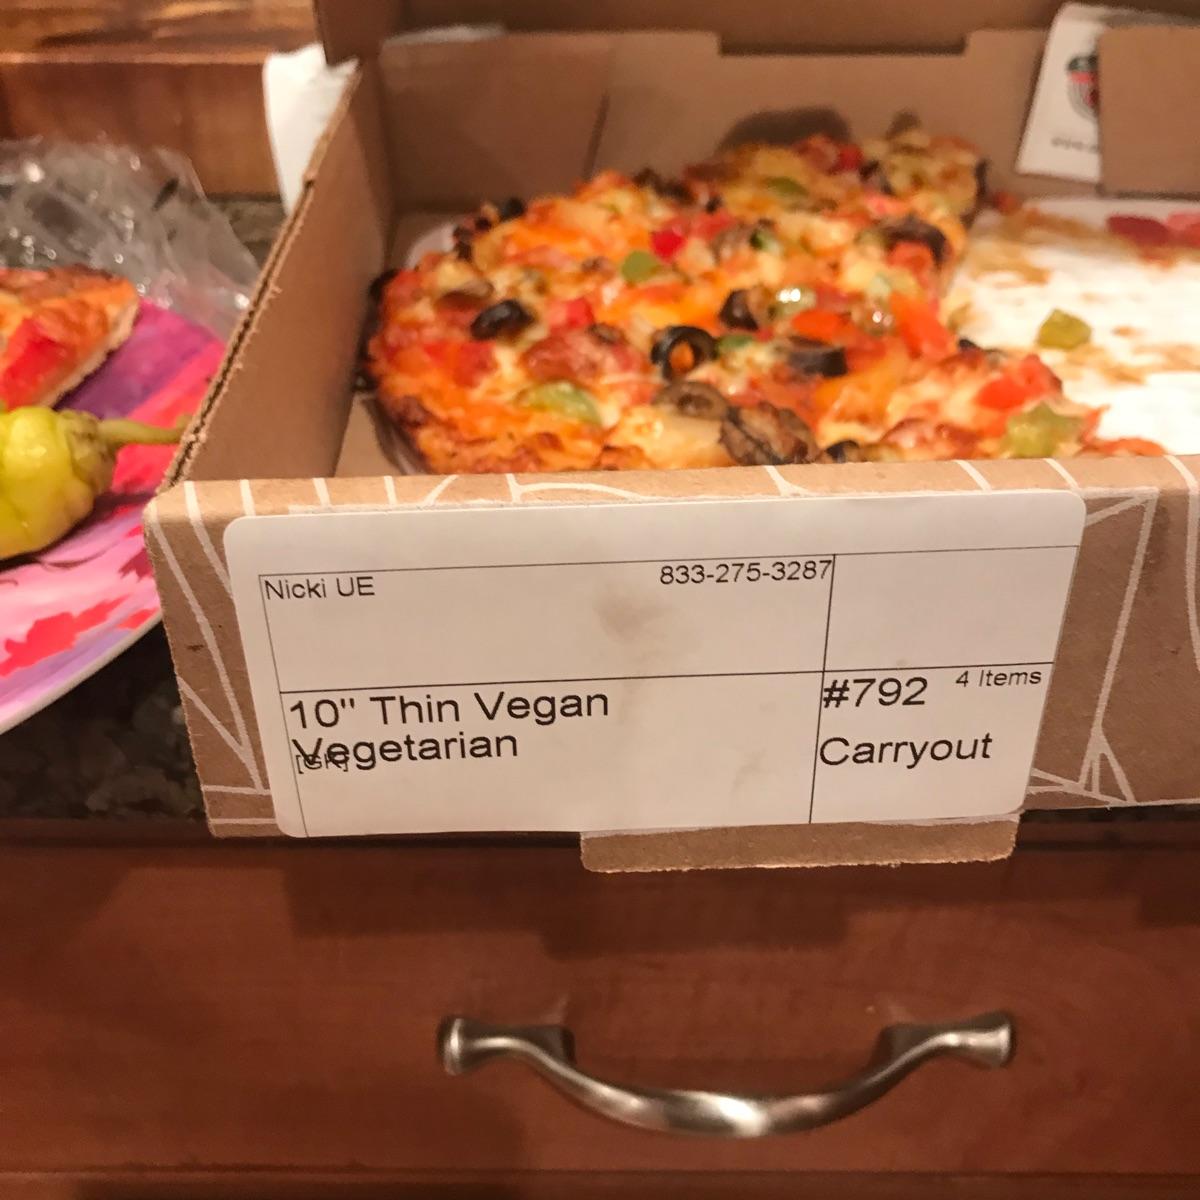 Nicki UE 833-275-3287
10" Thin Vegan
Vegetarian
#792 4 Items
Carryout